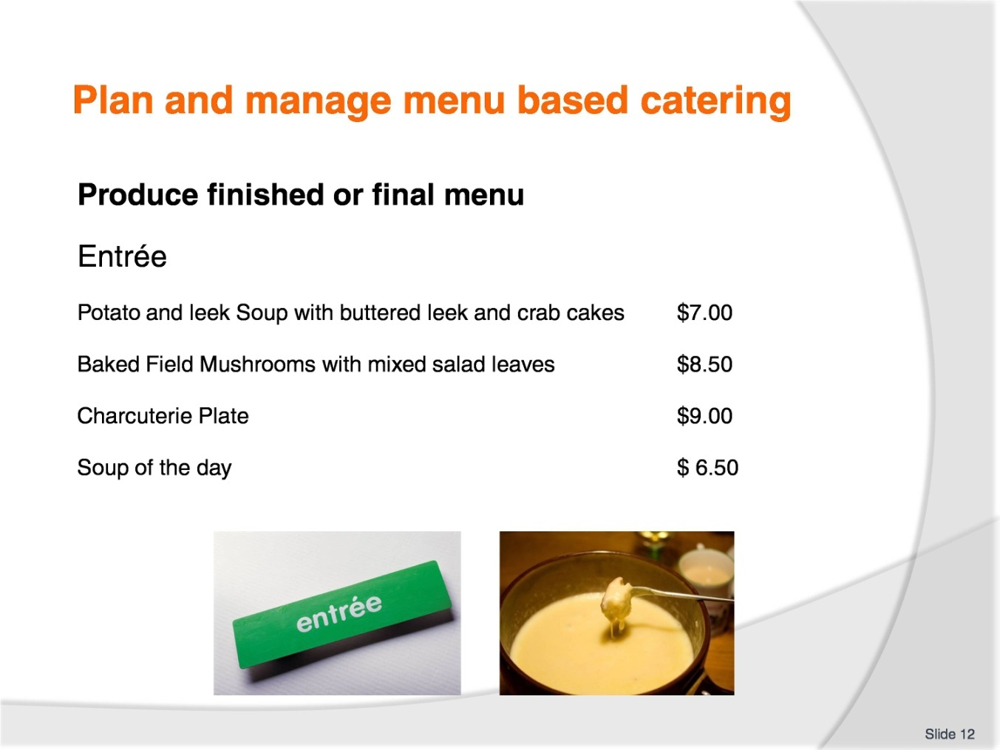 Plan and manage menu based catering
Produce finished or final menu
Entrée
Potato and leek Soup with buttered leek and crab cakes $7.00
Baked Field Mushrooms with mixed salad leaves $8.50
Charcuterie Plate $9.00
Soup of the day $ 6.50
entrée
Slide 12